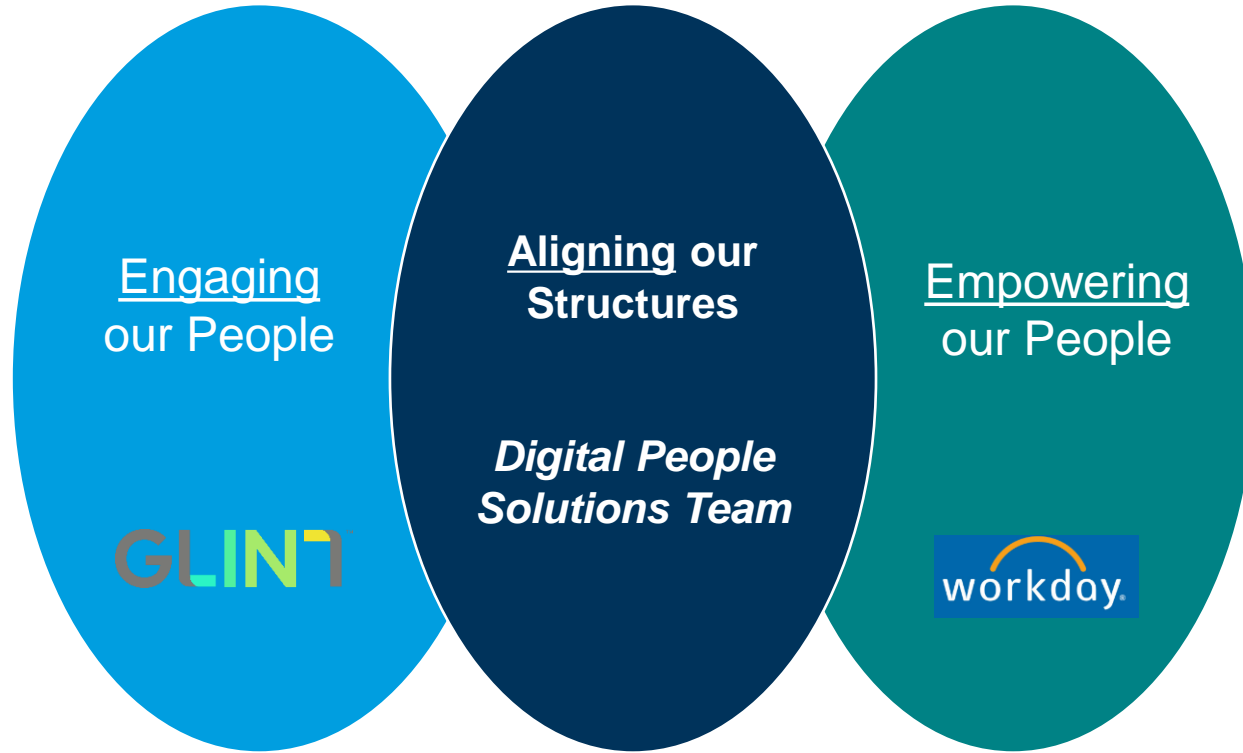 Engaging
our People
GLINT
Aligning our
Structures
Digital People
Solutions Team
Empowering
our People
workday.